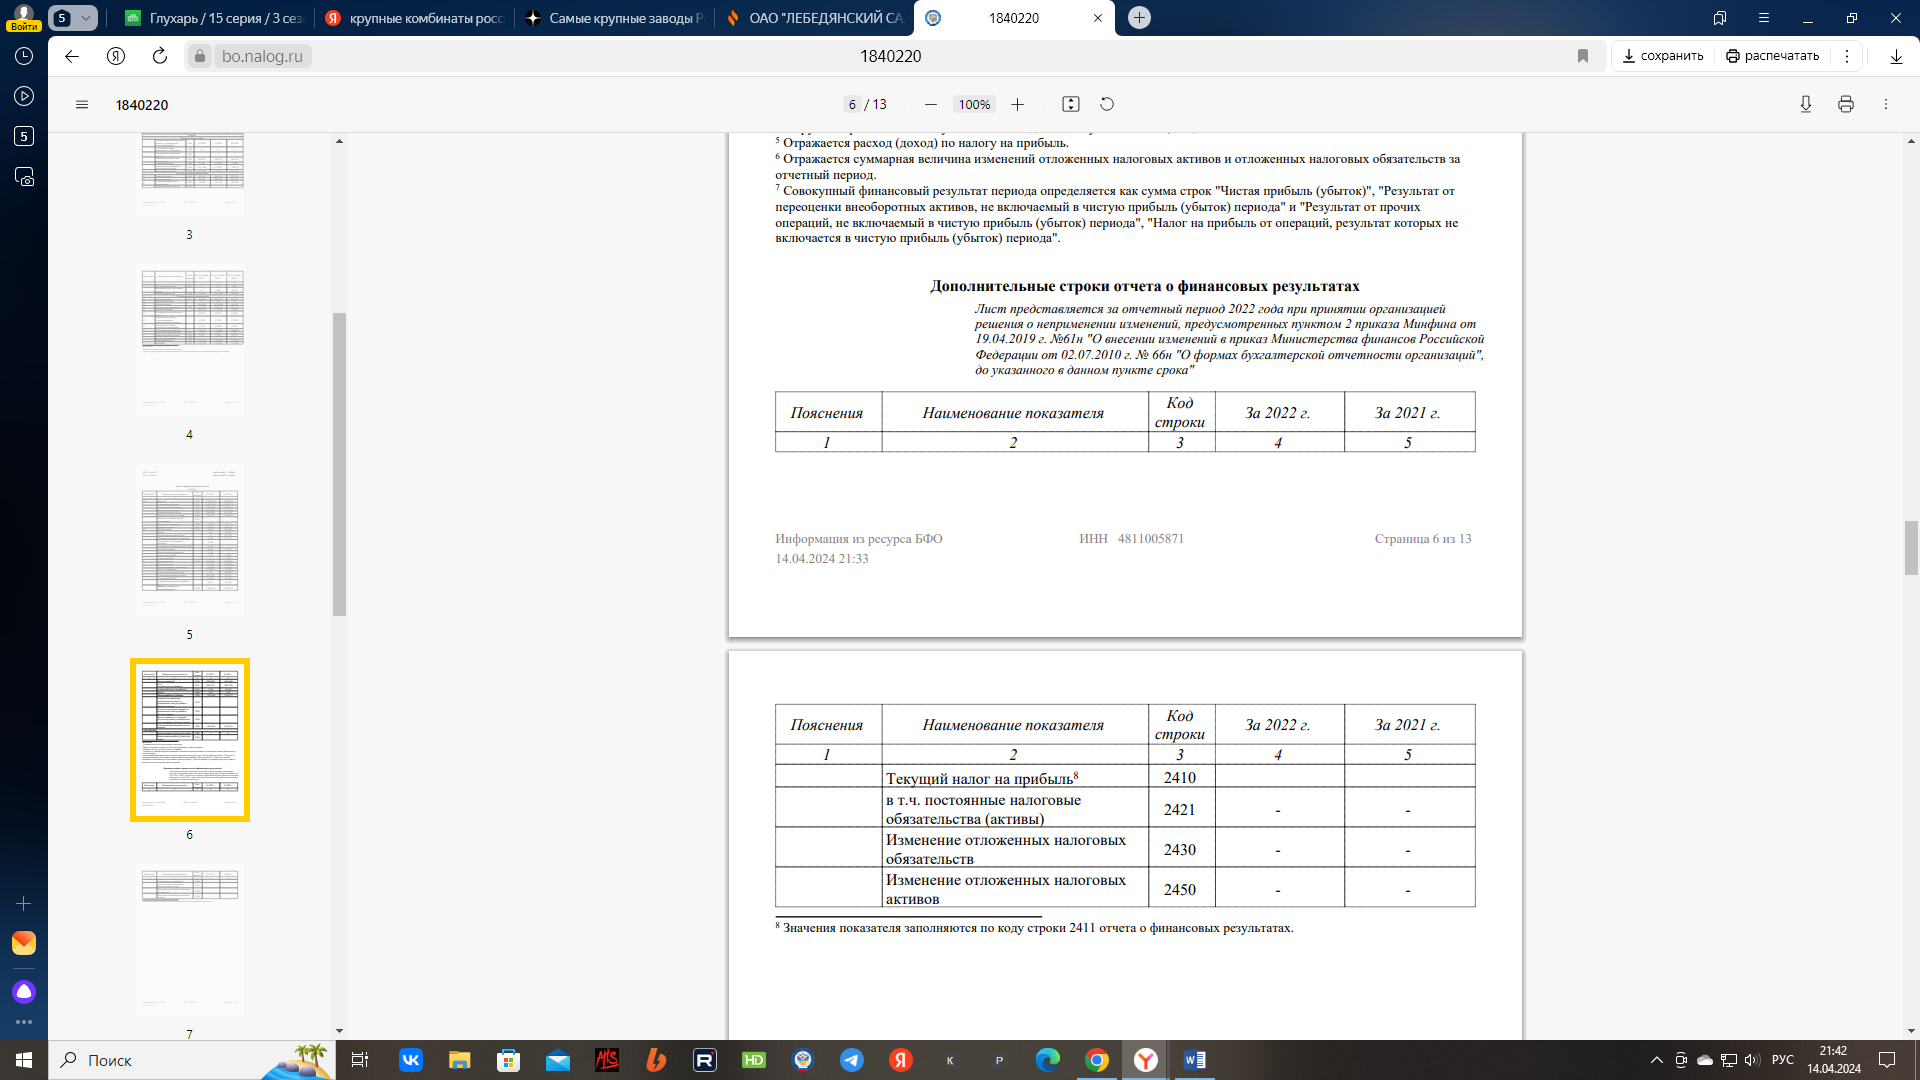 Войти
5
Глухарь / 15 серия / 3 сез
крупные комбинаты росс
Самые крупные заводы Р
ОАО "ЛЕБЕДЯНСКИЙ СА
1840220
bo.nalog.ru
1840220
сохранить
распечатать
5
1840220
6 / 13
100%
3
4
5
6
7
⁵ Отражается расход (доход) по налогу на прибыль.
⁶ Отражается суммарная величина изменений отложенных налоговых активов и отложенных налоговых обязательств за
отчетный период.
⁷ Совокупный финансовый результат периода определяется как сумма строк "Чистая прибыль (убыток)", "Результат от
переоценки внеоборотных активов, не включаемый в чистую прибыль (убыток) периода" и "Результат от прочих
операций, не включаемый в чистую прибыль (убыток) периода", "Налог на прибыль от операций, результат которых не
включается в чистую прибыль (убыток) периода".
Дополнительные строки отчета о финансовых результатах
Лист представляется за отчетный период 2022 года при принятии организацией
решения о неприменении изменений, предусмотренных пунктом 2 приказа Минфина от
19.04.2019 г. №61н "О внесении изменений в приказ Министерства финансов Российской
Федерации от 02.07.2010 г. № 66н "О формах бухгалтерской отчетности организаций",
до указанного в данном пункте срока"
Пояснения Наименование показателя Код строки За 2022 г. За 2021 г.
1 2 3 4 5
Информация из ресурса БФО ИНН 4811005871 Страница 6 из 13
14.04.2024 21:33
Пояснения Наименование показателя Код строки За 2022 г. За 2021 г.
1 2 3 4 5
Текущий налог на прибыль⁸ 2410
в т.ч. постоянные налоговые
обязательства (активы) 2421 - -
Изменение отложенных налоговых
обязательств 2430 - -
Изменение отложенных налоговых
активов 2450 - -
⁸ Значения показателя заполняются по коду строки 2411 отчета о финансовых результатах.
Поиск
HD
К
Р
РУС
21:42
14.04.2024